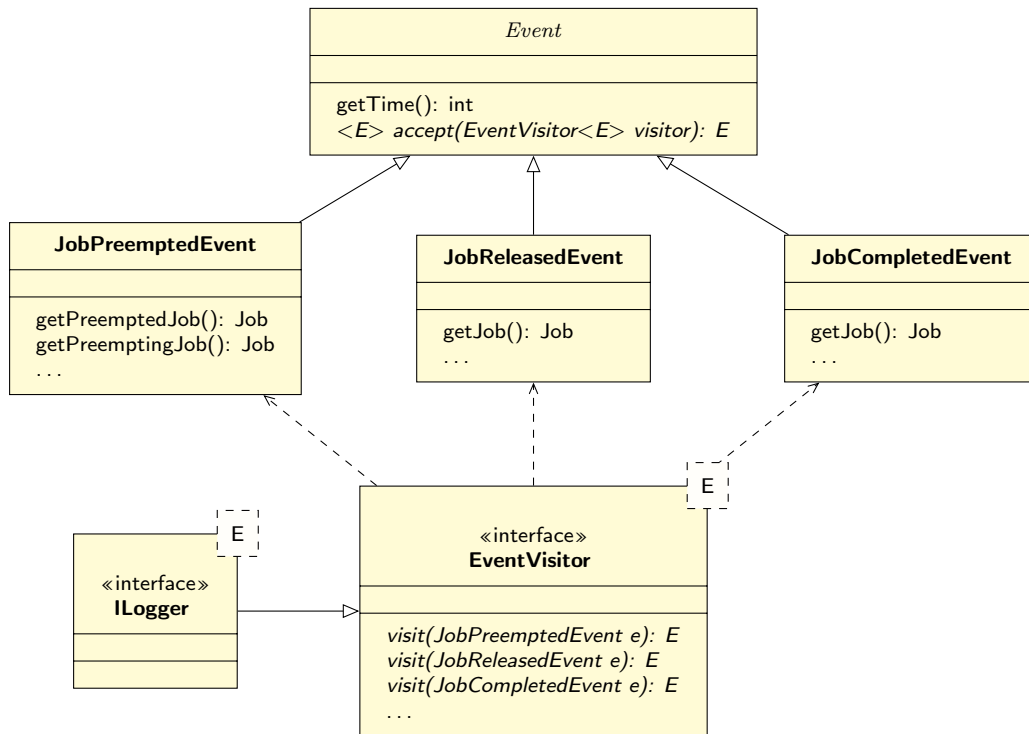 Event
getTime(): int
<E> accept(EventVisitor<E> visitor): E
JobPreemptedEvent
getPreemptedJob(): Job
getPreemptingJob(): Job
. . .
JobReleasedEvent
getJob(): Job
. . .
JobCompletedEvent
getJob(): Job
. . .
E
«interface»
ILogger
E
«interface»
EventVisitor
visit(JobPreemptedEvent e): E
visit(JobReleasedEvent e): E
visit(JobCompletedEvent e): E
. . .